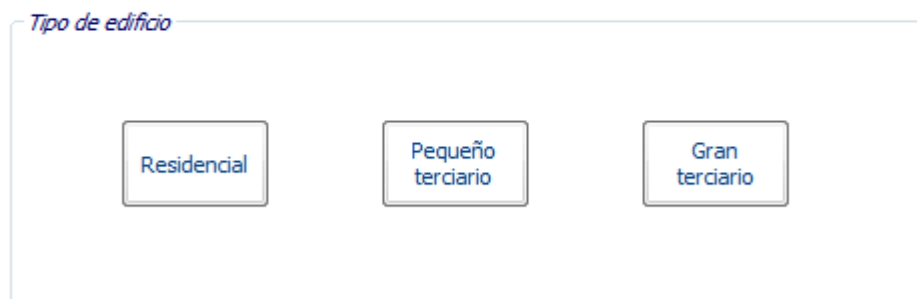 Tipo de edificio
Residencial
Pequeño
terciario
Gran
terciario